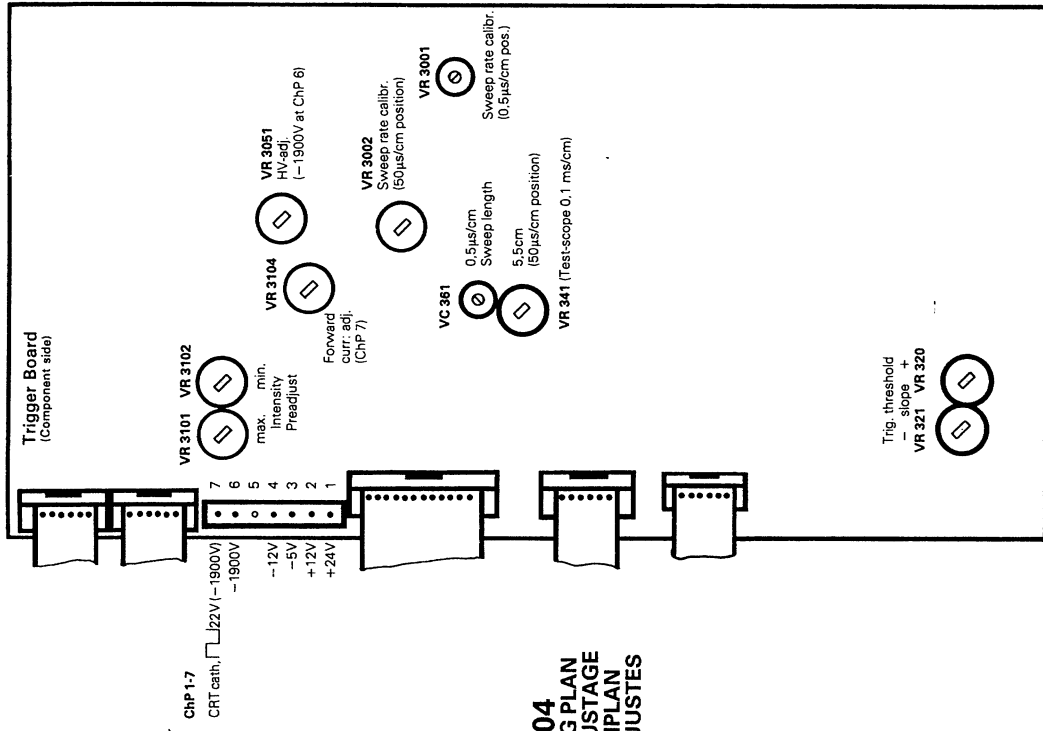 Trigger Board
(Component side)
VR 3101 VR 3102
max. min.
Intensity
Preadjust
VR 3104
Forward
curr: adj.
(ChP 7)
VR 3051
HV-adj.
(−1900V at ChP 6)
VR 3002
Sweep rate calibr.
(50µs/cm position)
VR 3001
Sweep rate calibr.
(0,5µs/cm pos.)
VC 361
0,5µs/cm
Sweep length
5,5cm
(50µs/cm position)
VR 341 (Test-scope 0.1 ms/cm)
Trig. threshold
− slope +
VR 321 VR 320
ChP 1-7
CRT cath, 22V (−1900V) 7
−1900V 6
5
−12V 4
−5V 3
+12V 2
+24V 1
04
G PLAN
USTAGE
IPLAN
JUSTES